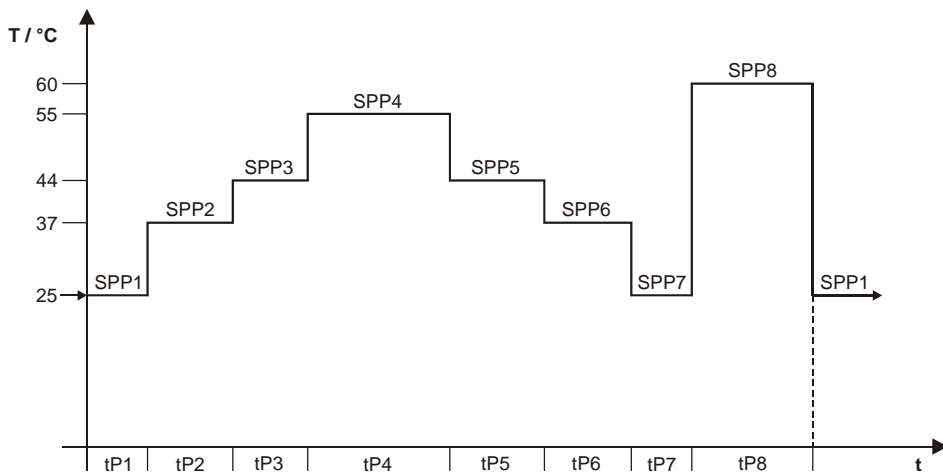 T / °C
60
SPP8
55
SPP4
44
SPP3
SPP5
37
SPP2
SPP6
25
SPP1
SPP7
SPP1
tP1 tP2 tP3 tP4 tP5 tP6 tP7 tP8 t